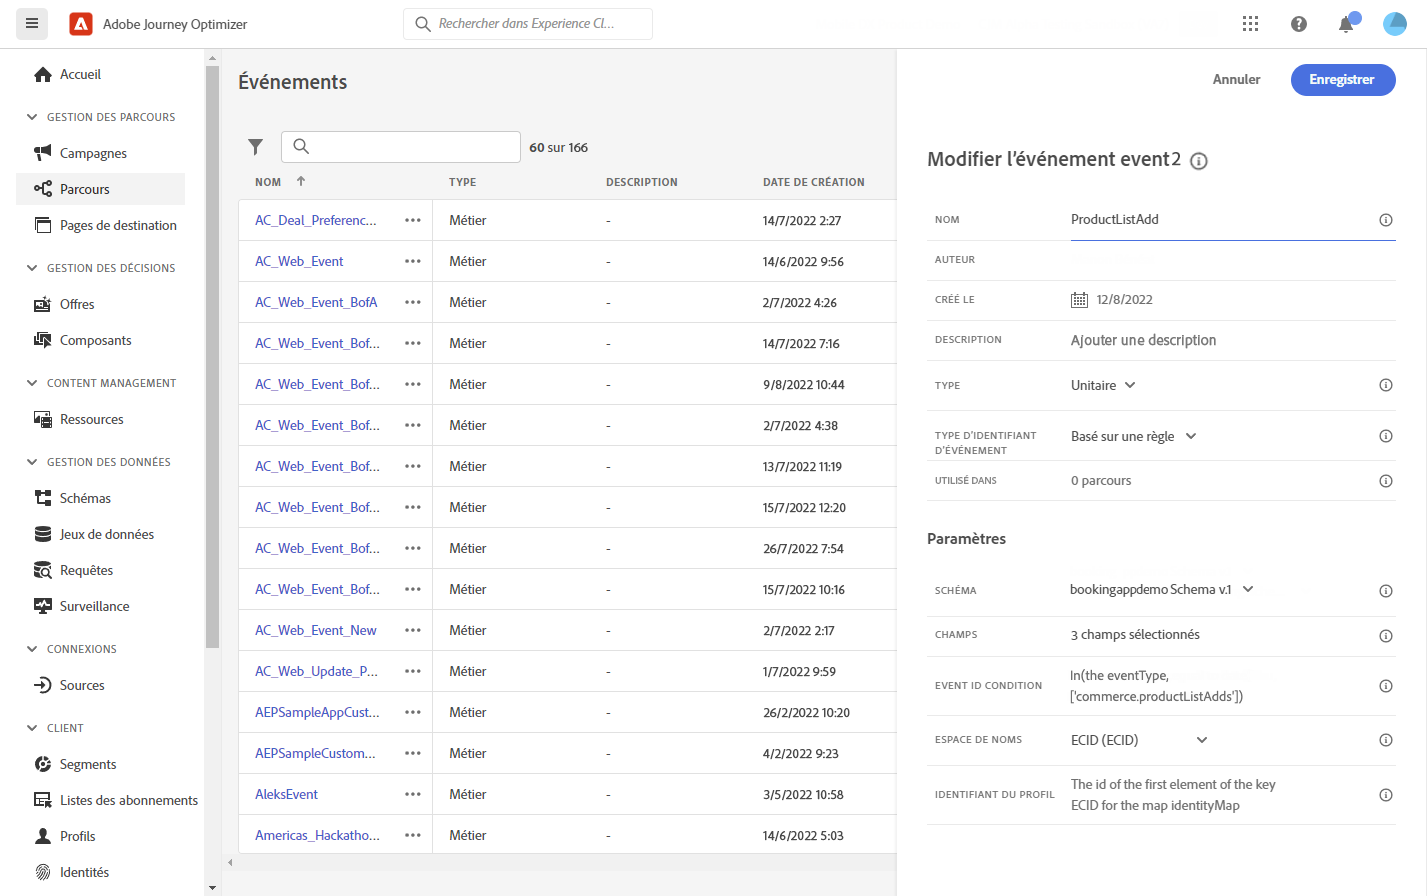 Adobe Journey Optimizer
Rechercher dans Experience Cl...
Accueil
GESTION DES PARCOURS
Campagnes
Parcours
Pages de destination
GESTION DES DÉCISIONS
Offres
Composants
CONTENT MANAGEMENT
Ressources
GESTION DES DONNÉES
Schémas
Jeux de données
Requêtes
Surveillance
CONNEXIONS
Sources
CLIENT
Segments
Listes des abonnements
Profils
Identités
Événements
60 sur 166
NOM TYPE DESCRIPTION DATE DE CRÉATION
AC_Deal_Preferenc... Métier - 14/7/2022 2:27
AC_Web_Event Métier - 14/6/2022 9:56
AC_Web_Event_BofA Métier - 2/7/2022 4:26
AC_Web_Event_Bof... Métier - 14/7/2022 7:16
AC_Web_Event_Bof... Métier - 9/8/2022 10:44
AC_Web_Event_Bof... Métier - 2/7/2022 4:38
AC_Web_Event_Bof... Métier - 13/7/2022 11:19
AC_Web_Event_Bof... Métier - 15/7/2022 12:20
AC_Web_Event_Bof... Métier - 26/7/2022 7:54
AC_Web_Event_Bof... Métier - 15/7/2022 10:16
AC_Web_Event_New Métier - 2/7/2022 2:17
AC_Web_Update_P... Métier - 1/7/2022 9:59
AEPSampleAppCust... Métier - 26/2/2022 10:20
AEPSampleCustom... Métier - 4/2/2022 9:23
AleksEvent Métier - 3/5/2022 10:58
Americas_Hackatho... Métier - 14/6/2022 5:03
Annuler Enregistrer
Modifier l'événement event2
NOM ProductListAdd
AUTEUR
CRÉÉ LE 12/8/2022
DESCRIPTION Ajouter une description
TYPE Unitaire
TYPE D'IDENTIFIANT D'ÉVÉNEMENT Basé sur une règle
UTILISÉ DANS 0 parcours
Paramètres
SCHÉMA bookingappdemo Schema v.1
CHAMPS 3 champs sélectionnés
EVENT ID CONDITION In(the eventType,
['commerce.productListAdds'])
ESPACE DE NOMS ECID (ECID)
IDENTIFIANT DU PROFIL The id of the first element of the key
ECID for the map identityMap